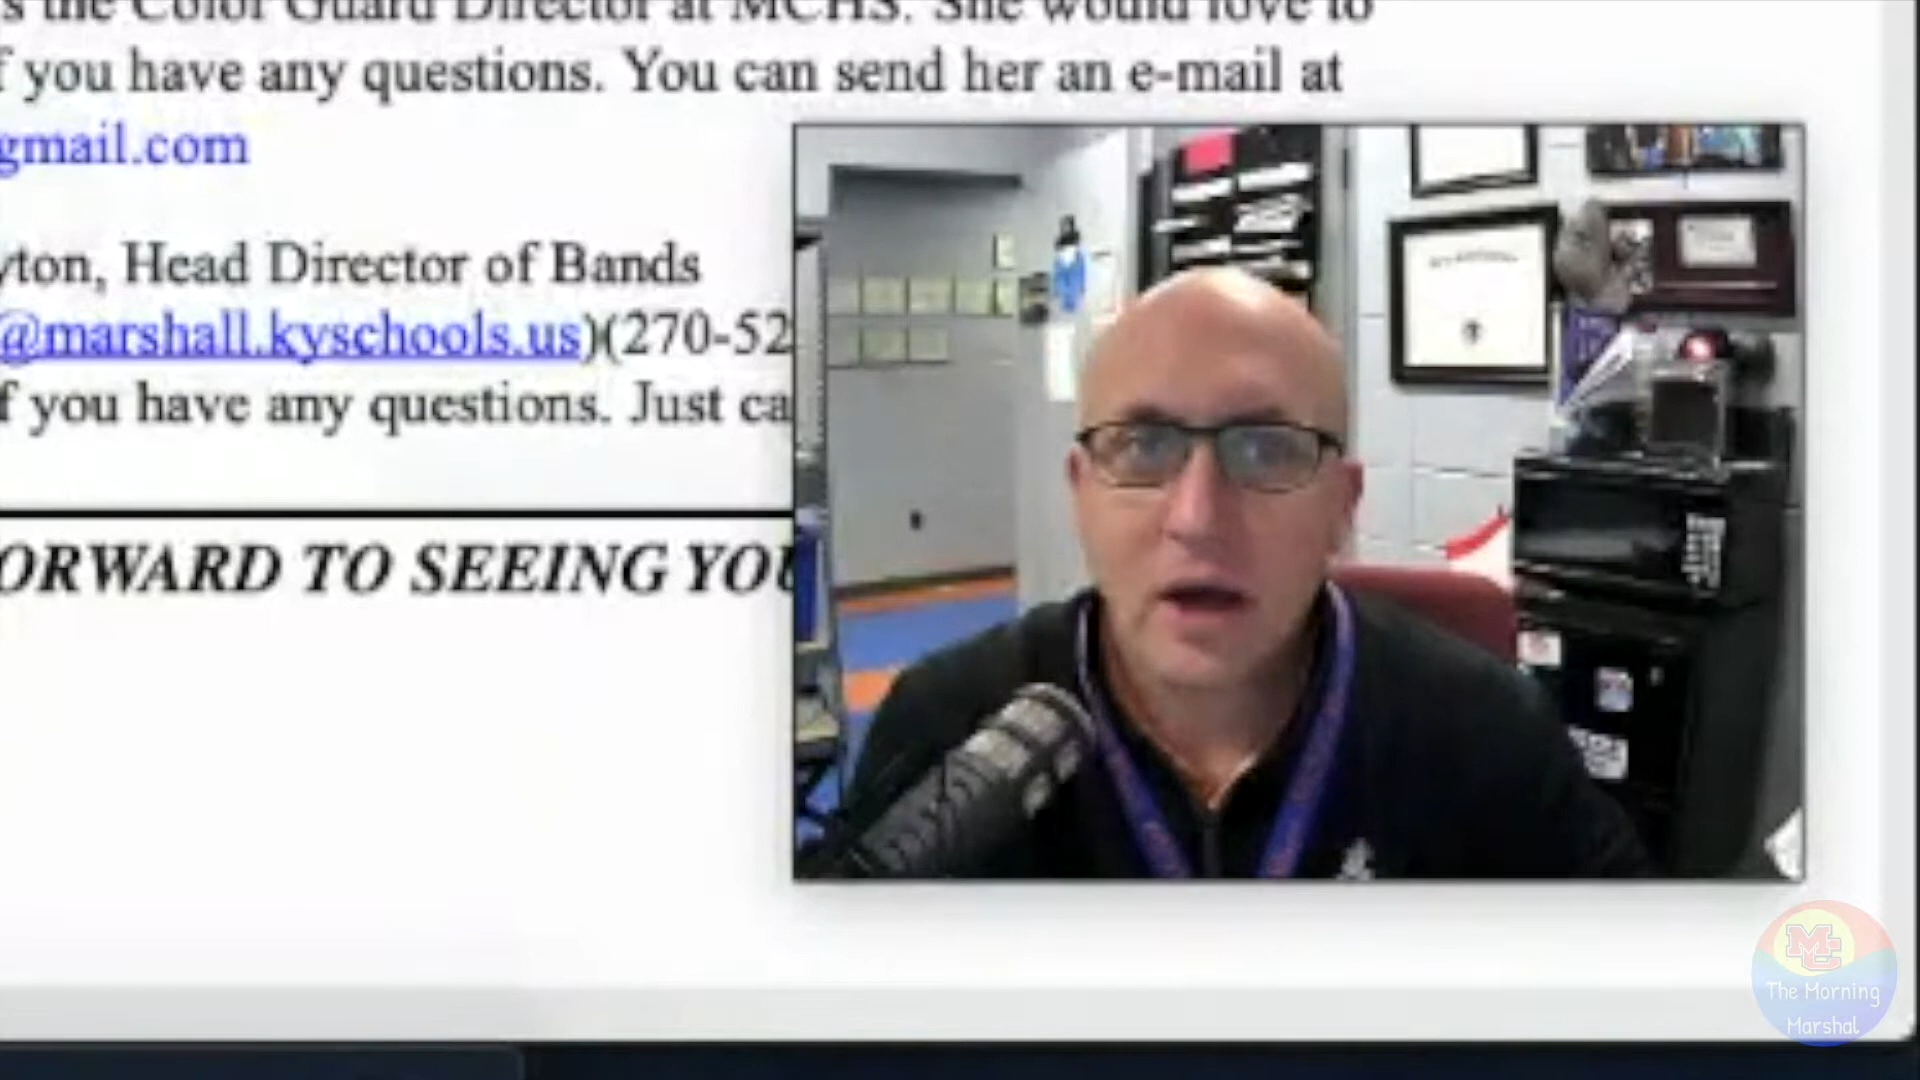 s the Color Guard Director at MCHS. She would love to
f you have any questions. You can send her an e-mail at
gmail.com
yton, Head Director of Bands
@marshall.kyschools.us)(270-52
f you have any questions. Just ca
ORWARD TO SEEING YOU
MC
The Morning
Marshal